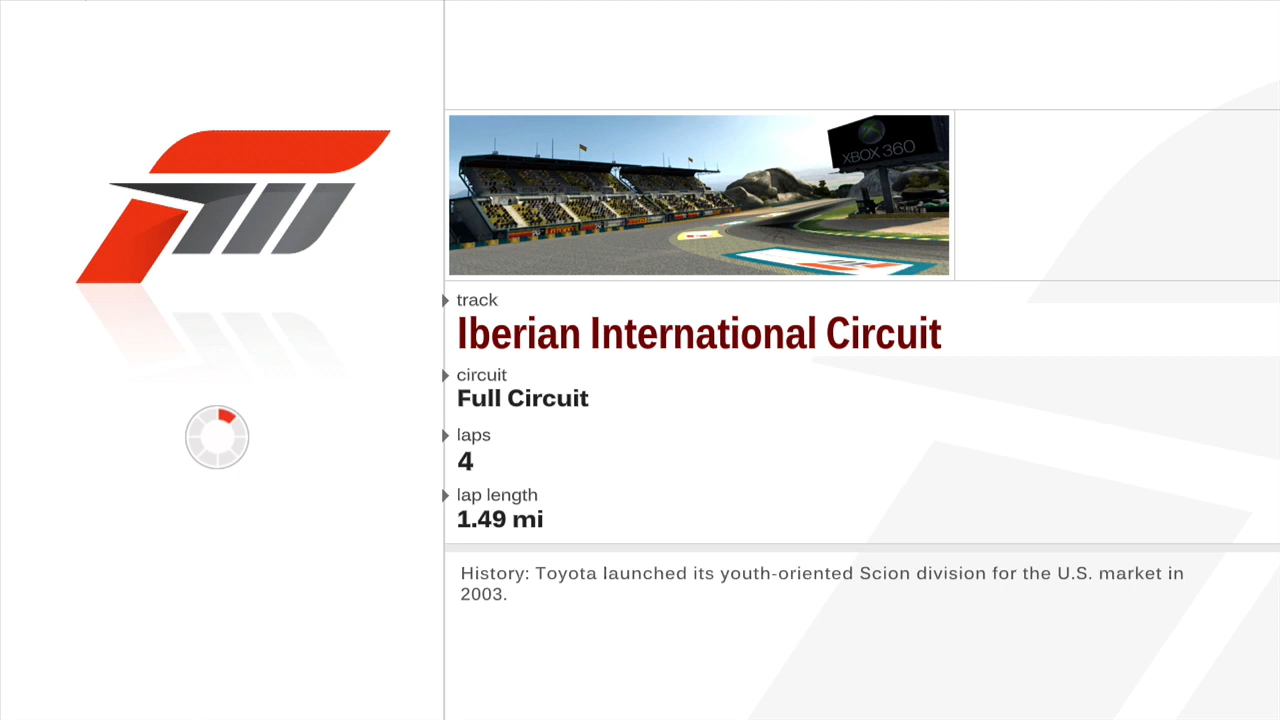 XBOX 360
track
Iberian International Circuit
circuit
Full Circuit
laps
4
lap length
1.49 mi
History: Toyota launched its youth-oriented Scion division for the U.S. market in
2003.